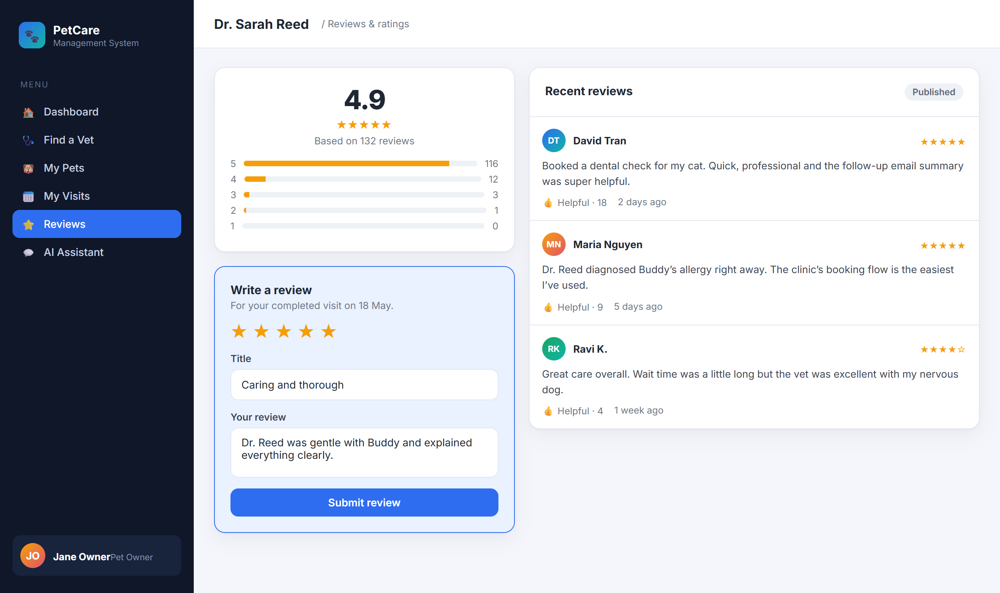 PetCare
Management System
MENU
Dashboard
Find a Vet
My Pets
My Visits
Reviews
AI Assistant
JO
Jane OwnerPet Owner
Dr. Sarah Reed / Reviews & ratings
4.9
★★★★★
Based on 132 reviews
5 116
4 12
3 3
2 1
1 0
Write a review
For your completed visit on 18 May.
★ ★ ★ ★ ★
Title
Caring and thorough
Your review
Dr. Reed was gentle with Buddy and explained
everything clearly.
Submit review
Recent reviews
Published
DT David Tran ★★★★★
Booked a dental check for my cat. Quick, professional and the follow-up email summary
was super helpful.
👍 Helpful · 18 2 days ago
MN Maria Nguyen ★★★★★
Dr. Reed diagnosed Buddy’s allergy right away. The clinic’s booking flow is the easiest
I’ve used.
👍 Helpful · 9 5 days ago
RK Ravi K. ★★★★☆
Great care overall. Wait time was a little long but the vet was excellent with my nervous
dog.
👍 Helpful · 4 1 week ago